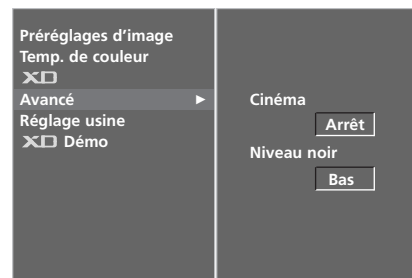 Préréglages d'image
Temp. de couleur
XD
Avancé ►
Réglage usine
XD Démo
Cinéma
Arrêt
Niveau noir
Bas